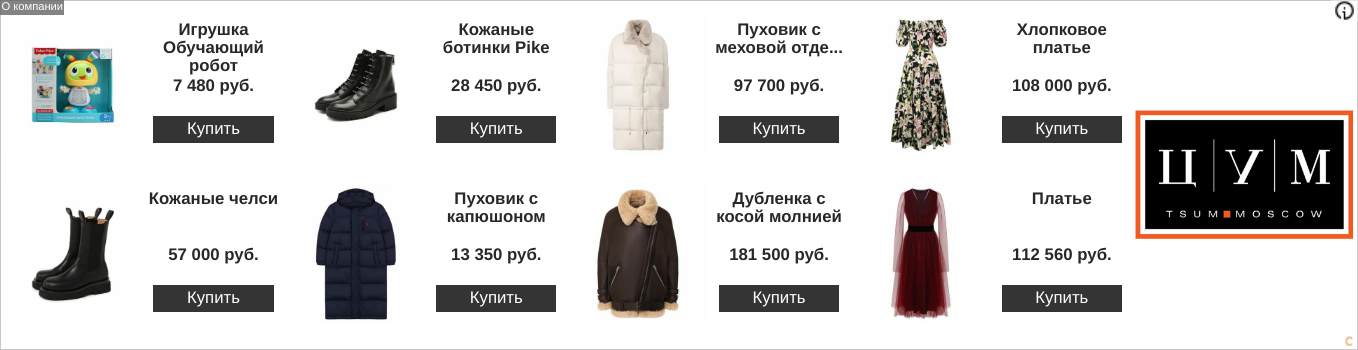 О компании
Игрушка
Обучающий
робот
7 480 руб.
Купить
Кожаные
ботинки Pike
28 450 руб.
Купить
Пуховик с
меховой отде...
97 700 руб.
Купить
Хлопковое
платье
108 000 руб.
Купить
Кожаные челси
57 000 руб.
Купить
Пуховик с
капюшоном
13 350 руб.
Купить
Дубленка с
косой молнией
181 500 руб.
Купить
Платье
112 560 руб.
Купить
ЦУМ
TSUM MOSCOW